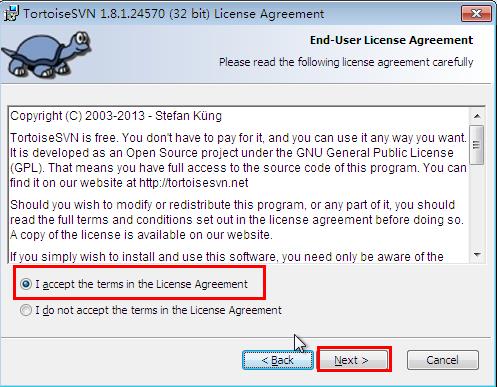 TortoiseSVN 1.8.1.24570 (32 bit) License Agreement
End-User License Agreement
Please read the following license agreement carefully
Copyright (C) 2003-2013 - Stefan Küng
TortoiseSVN is free. You don't have to pay for it, and you can use it any way you want.
It is developed as an Open Source project under the GNU General Public License
(GPL). That means you have full access to the source code of this program. You can
find it on our website at http://tortoisesvn.net
Should you wish to modify or redistribute this program, or any part of it, you should
read the full terms and conditions set out in the license agreement before doing so.
A copy of the license is available on our website.
If you simply wish to install and use this software, you need only be aware of the
I accept the terms in the License Agreement
I do not accept the terms in the License Agreement
< Back Next > Cancel